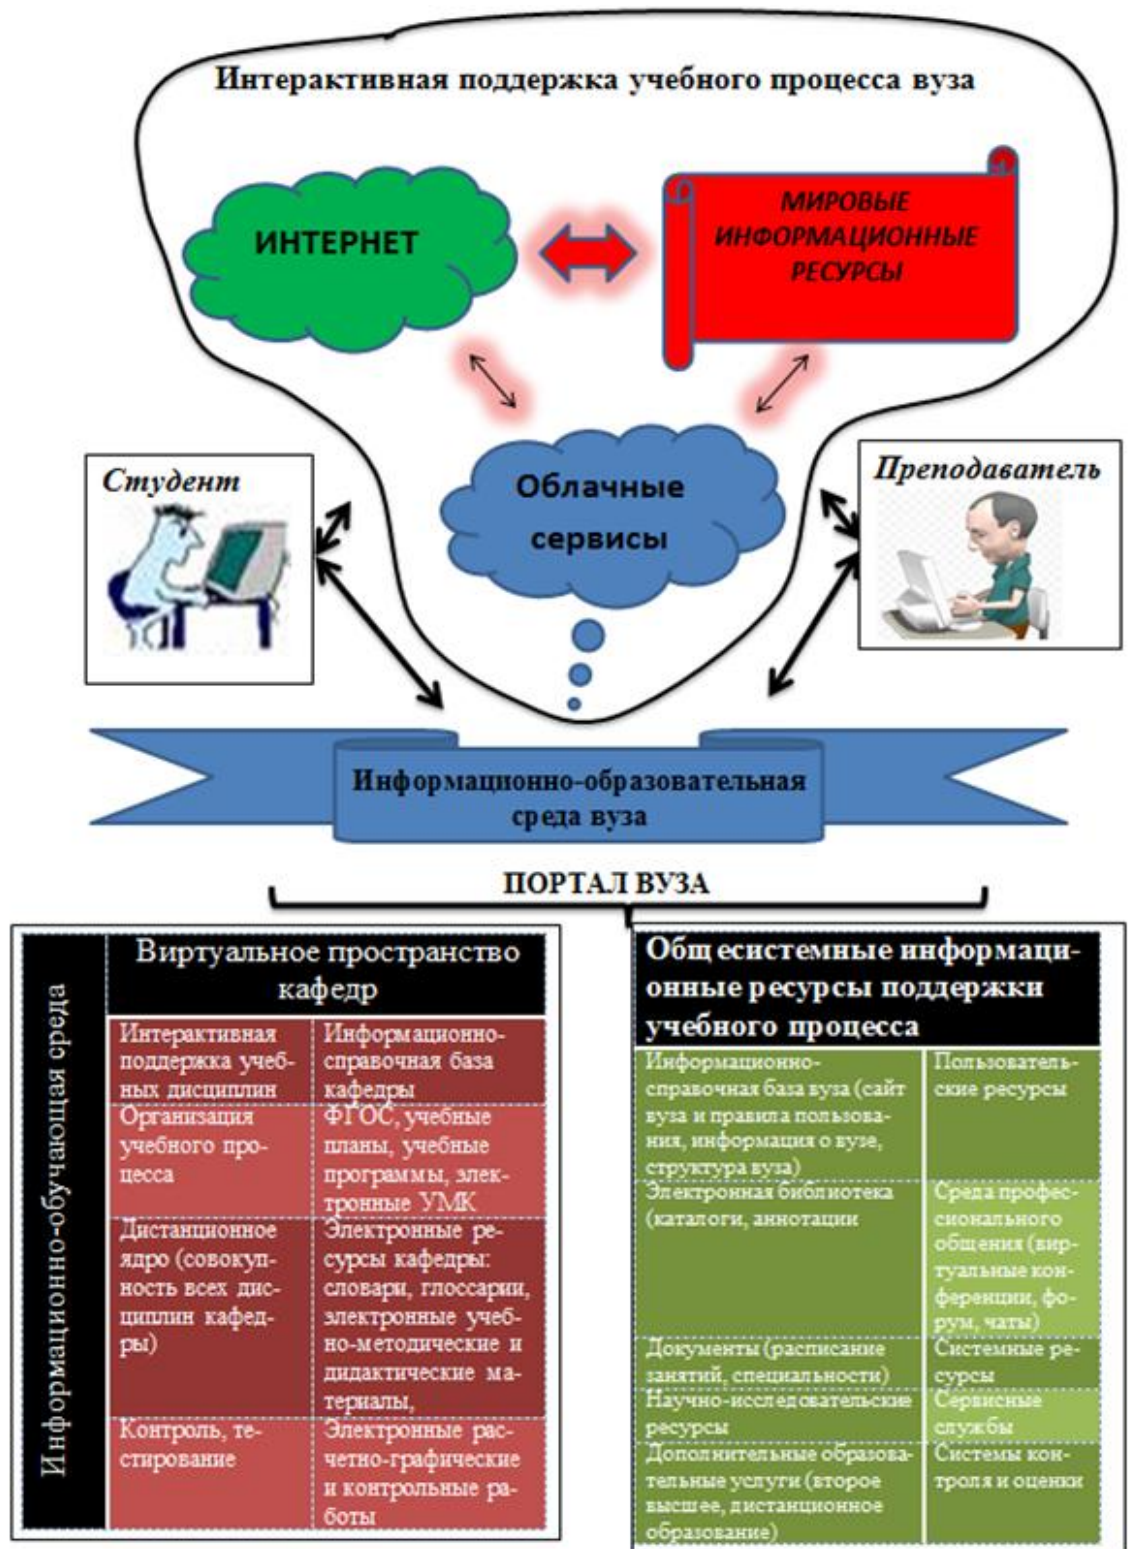 Интерактивная поддержка учебного процесса вуза
ИНТЕРНЕТ
МИРОВЫЕ
ИНФОРМАЦИОННЫЕ
РЕСУРСЫ
Студент
Облачные
сервисы
Преподаватель
Информационно-образовательная
среда вуза
ПОРТАЛ ВУЗА
Информационно-обучающая среда
Виртуальное пространство
кафедр
Интерактивная
поддержка учеб-
ных дисциплин
Информационно-
справочная база
кафедры
Организация
учебного про-
цесса
ФГОС, учебные
планы, учебные
программы, элек-
тронные УМК
Дистанционное
ядро (совокуп-
ность всех дис-
циплин кафед-
ры)
Электронные ре-
сурсы кафедры:
словари, глоссарии,
электронные учеб-
но-методические и
дидактические ма-
териалы,
Контроль, те-
стирование
Электронные рас-
четно-графические
и контрольные ра-
боты
Общесистемные информаци-
онные ресурсы поддержки
учебного процесса
Информационно-
справочная база вуза (сайт
вуза и правила пользова-
ния, информация о вузе,
структура вуза)
Пользователь-
ские ресурсы
Электронная библиотека
(каталоги, аннотации
Среда профес-
сионального
общения (вир-
туальные кон-
ференции, фо-
рум, чаты)
Документы (расписание
занятий, специальности)
Системные ре-
сурсы
Научно-исследовательские
ресурсы
Сервисные
службы
Дополнительные образова-
тельные услуги (второе
высшее, дистанционное
образование)
Системы кон-
троля и оценки